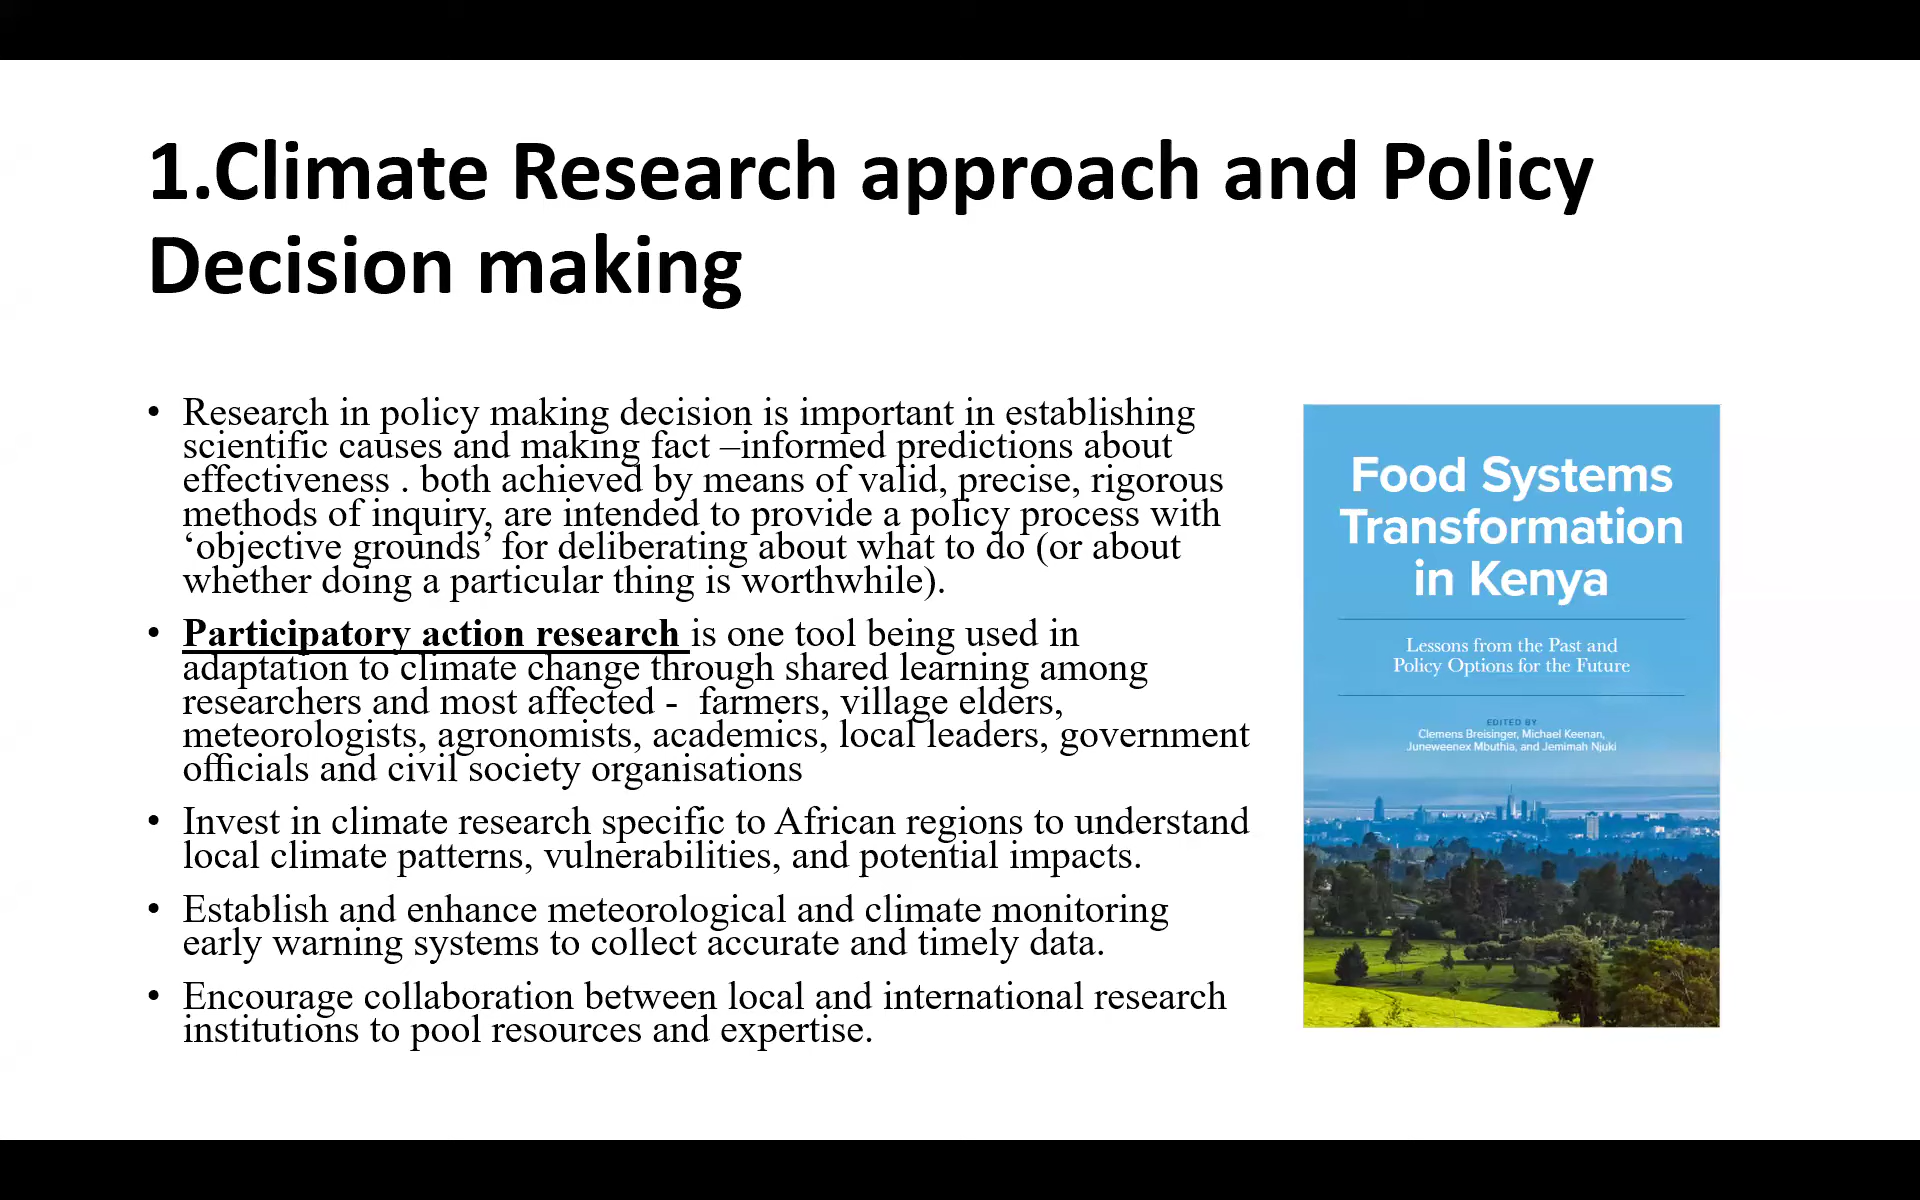 1.Climate Research approach and Policy
Decision making
• Research in policy making decision is important in establishing
scientific causes and making fact –informed predictions about
effectiveness . both achieved by means of valid, precise, rigorous
methods of inquiry, are intended to provide a policy process with
‘objective grounds’ for deliberating about what to do (or about
whether doing a particular thing is worthwhile).
• Participatory action research is one tool being used in
adaptation to climate change through shared learning among
researchers and most affected -  farmers, village elders,
meteorologists, agronomists, academics, local leaders, government
officials and civil society organisations
• Invest in climate research specific to African regions to understand
local climate patterns, vulnerabilities, and potential impacts.
• Establish and enhance meteorological and climate monitoring
early warning systems to collect accurate and timely data.
• Encourage collaboration between local and international research
institutions to pool resources and expertise.
Food Systems
Transformation
in Kenya
Lessons from the Past and
Policy Options for the Future
EDITED BY
Clemens Breisinger, Michael Keenan,
Juneweenex Mbuthia, and Jemimah Njuki